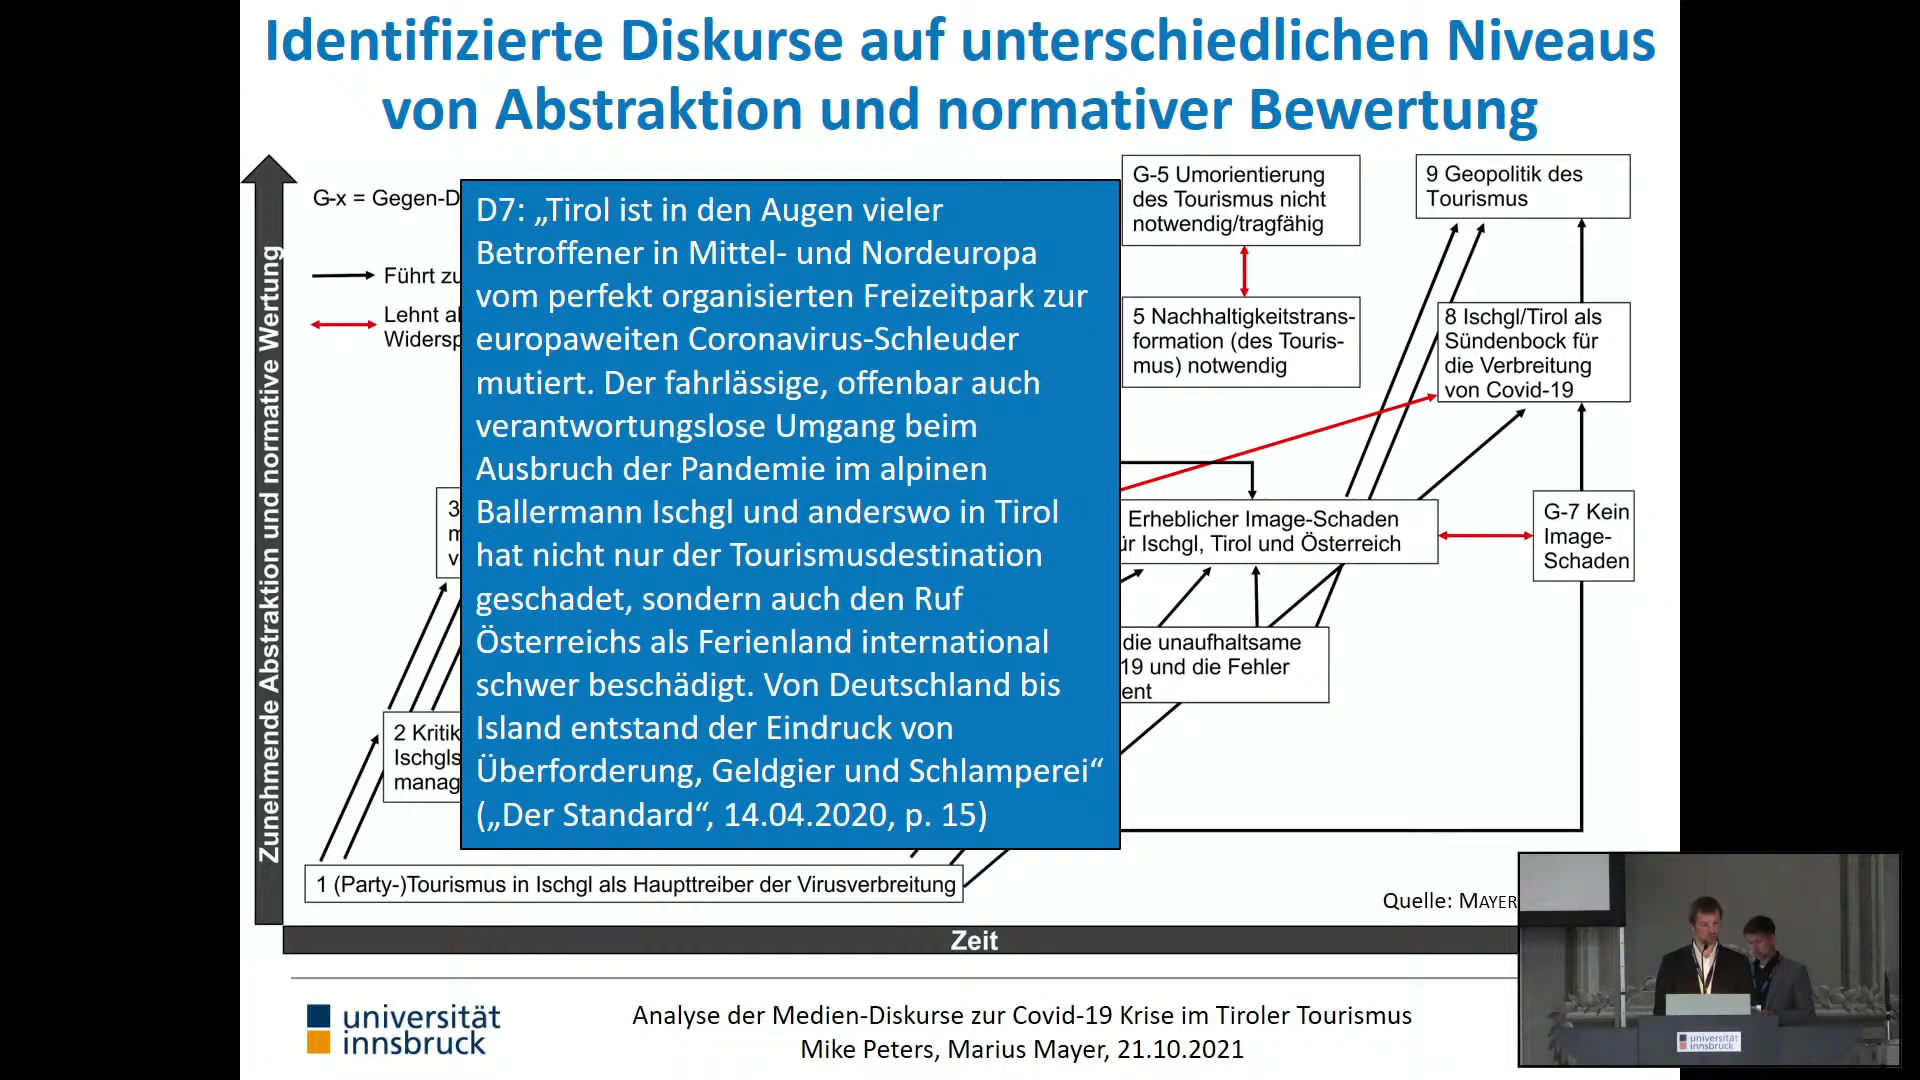 Identifizierte Diskurse auf unterschiedlichen Niveaus
von Abstraktion und normativer Bewertung
Zunehmende Abstraktion und normative Wertung
G-x = Gegen-D
Führt zu
Lehnt al
Widersp
D7: „Tirol ist in den Augen vieler
Betroffener in Mittel- und Nordeuropa
vom perfekt organisierten Freizeitpark zur
europaweiten Coronavirus-Schleuder
mutiert. Der fahrlässige, offenbar auch
verantwortungslose Umgang beim
Ausbruch der Pandemie im alpinen
Ballermann Ischgl und anderswo in Tirol
hat nicht nur der Tourismusdestination
geschadet, sondern auch den Ruf
Österreichs als Ferienland international
schwer beschädigt. Von Deutschland bis
Island entstand der Eindruck von
Überforderung, Geldgier und Schlamperei“
(„Der Standard“, 14.04.2020, p. 15)
G-5 Umorientierung
des Tourismus nicht
notwendig/tragfähig
9 Geopolitik des
Tourismus
5 Nachhaltigkeitstrans-
formation (des Touris-
mus) notwendig
8 Ischgl/Tirol als
Sündenbock für
die Verbreitung
von Covid-19
3
m
v
Erheblicher Image-Schaden
ür Ischgl, Tirol und Österreich
G-7 Kein
Image-
Schaden
die unaufhaltsame
19 und die Fehler
ent
2 Kritik
Ischgls
manag
1 (Party-)Tourismus in Ischgl als Haupttreiber der Virusverbreitung
Quelle: MAYER
Zeit
universität
innsbruck
Analyse der Medien-Diskurse zur Covid-19 Krise im Tiroler Tourismus
Mike Peters, Marius Mayer, 21.10.2021
universität
innsbruck